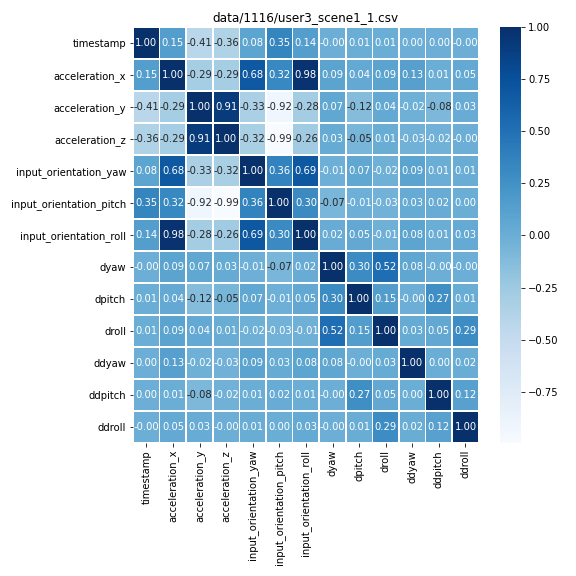 data/1116/user3_scene1_1.csv
timestamp 1.00 0.15 -0.41 -0.36 0.08 0.35 0.14 -0.00 0.01 0.01 0.00 0.00 -0.00
acceleration_x 0.15 1.00 -0.29 -0.29 0.68 0.32 0.98 0.09 0.04 0.09 0.13 0.01 0.05
acceleration_y -0.41 -0.29 1.00 0.91 -0.33 -0.92 -0.28 0.07 -0.12 0.04 -0.02 -0.08 0.03
acceleration_z -0.36 -0.29 0.91 1.00 -0.32 -0.99 -0.26 0.03 -0.05 0.01 -0.03 -0.02 -0.00
input_orientation_yaw 0.08 0.68 -0.33 -0.32 1.00 0.36 0.69 -0.01 0.07 -0.02 0.09 0.01 0.01
input_orientation_pitch 0.35 0.32 -0.92 -0.99 0.36 1.00 0.30 -0.07 -0.01 -0.03 0.03 0.02 0.00
input_orientation_roll 0.14 0.98 -0.28 -0.26 0.69 0.30 1.00 0.02 0.05 -0.01 0.08 0.01 0.03
dyaw -0.00 0.09 0.07 0.03 -0.01 -0.07 0.02 1.00 0.30 0.52 0.08 -0.00 -0.00
dpitch 0.01 0.04 -0.12 -0.05 0.07 -0.01 0.05 0.30 1.00 0.15 -0.00 0.27 0.01
droll 0.01 0.09 0.04 0.01 -0.02 -0.03 -0.01 0.52 0.15 1.00 0.03 0.05 0.29
ddyaw 0.00 0.13 -0.02 -0.03 0.09 0.03 0.08 0.08 -0.00 0.03 1.00 0.00 0.02
ddpitch 0.00 0.01 -0.08 -0.02 0.01 0.02 0.01 -0.00 0.27 0.05 0.00 1.00 0.12
ddroll -0.00 0.05 0.03 -0.00 0.01 0.00 0.03 -0.00 0.01 0.29 0.02 0.12 1.00
timestamp
acceleration_x
acceleration_y
acceleration_z
input_orientation_yaw
input_orientation_pitch
input_orientation_roll
dyaw
dpitch
droll
ddyaw
ddpitch
ddroll
1.00
0.75
0.50
0.25
0.00
−0.25
−0.50
−0.75